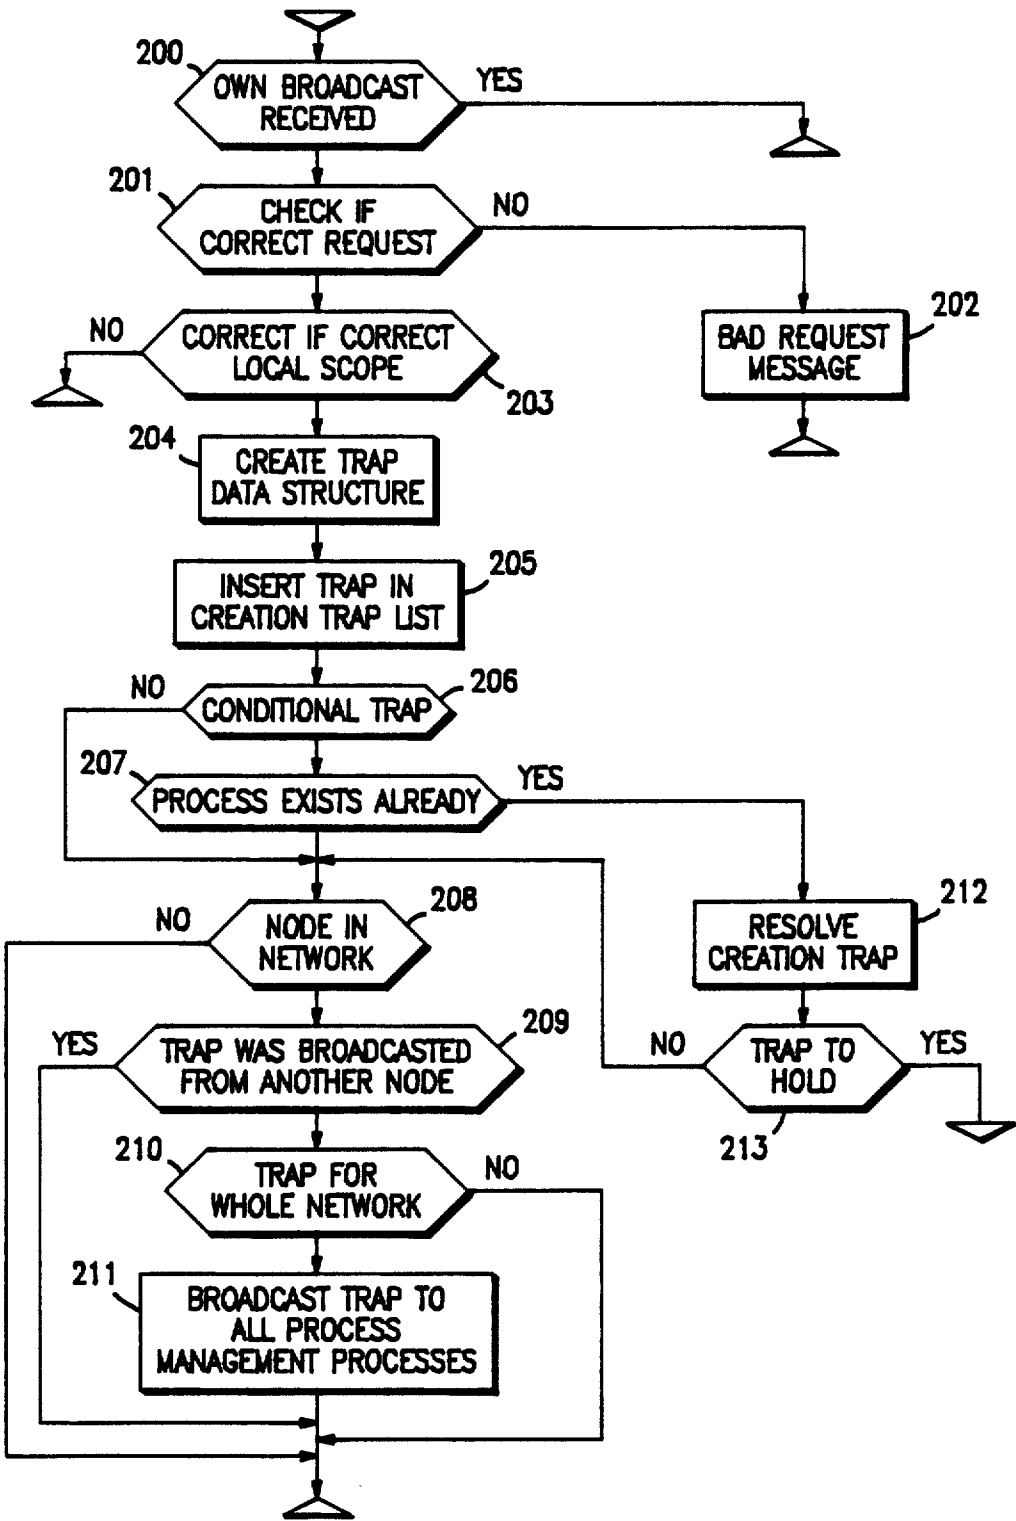 200
OWN BROADCAST
RECEIVED
YES
201
CHECK IF
CORRECT REQUEST
NO
202
BAD REQUEST
MESSAGE
NO
CORRECT IF CORRECT
LOCAL SCOPE
203
204
CREATE TRAP
DATA STRUCTURE
205
INSERT TRAP IN
CREATION TRAP LIST
NO
206
CONDITIONAL TRAP
207
PROCESS EXISTS ALREADY
YES
NO
208
NODE IN
NETWORK
212
RESOLVE
CREATION TRAP
YES
209
TRAP WAS BROADCASTED
FROM ANOTHER NODE
NO
TRAP TO
HOLD
YES
213
210
TRAP FOR
WHOLE NETWORK
NO
211
BROADCAST TRAP TO
ALL PROCESS
MANAGEMENT PROCESSES